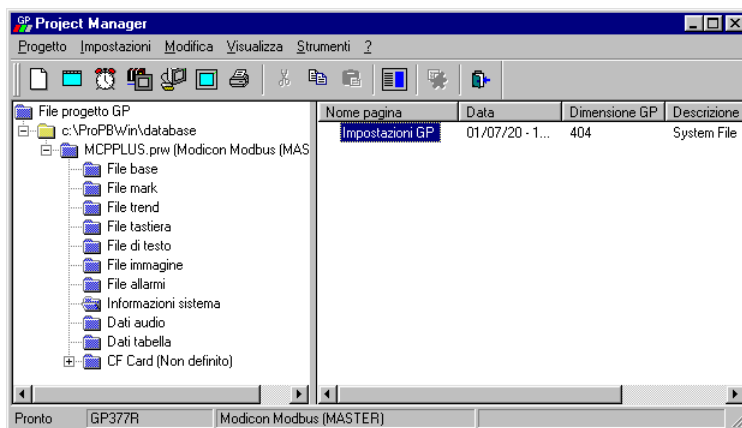 GP Project Manager
Progetto Impostazioni Modifica Visualizza Strumenti ?
File progetto GP
c:\ProPBWin\database
MCPPLUS.prw (Modicon Modbus (MAS
File base
File mark
File trend
File tastiera
File di testo
File immagine
File allarmi
Informazioni sistema
Dati audio
Dati tabella
CF Card (Non definito)
Nome pagina Data Dimensione GP Descrizione
Impostazioni GP 01/07/20 - 1... 404 System File
Pronto GP377R Modicon Modbus (MASTER)